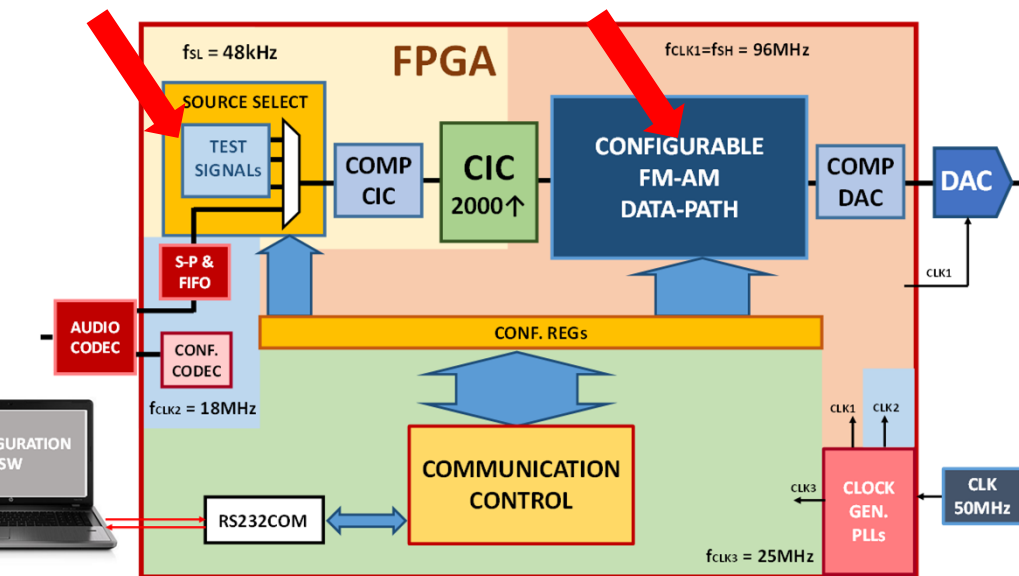 fSL = 48kHz
FPGA
fCLK1=fSH = 96MHz
SOURCE SELECT
TEST
SIGNALs
COMP
CIC
CIC
2000↑
CONFIGURABLE
FM-AM
DATA-PATH
COMP
DAC
DAC
CLK1
S-P &
FIFO
AUDIO
CODEC
CONF.
CODEC
fCLK2 = 18MHz
CONF. REGs
GURATION
SW
COMMUNICATION
CONTROL
RS232COM
CLK1
CLK2
CLK3
CLOCK
GEN.
PLLs
CLK
50MHz
fCLK3 = 25MHz